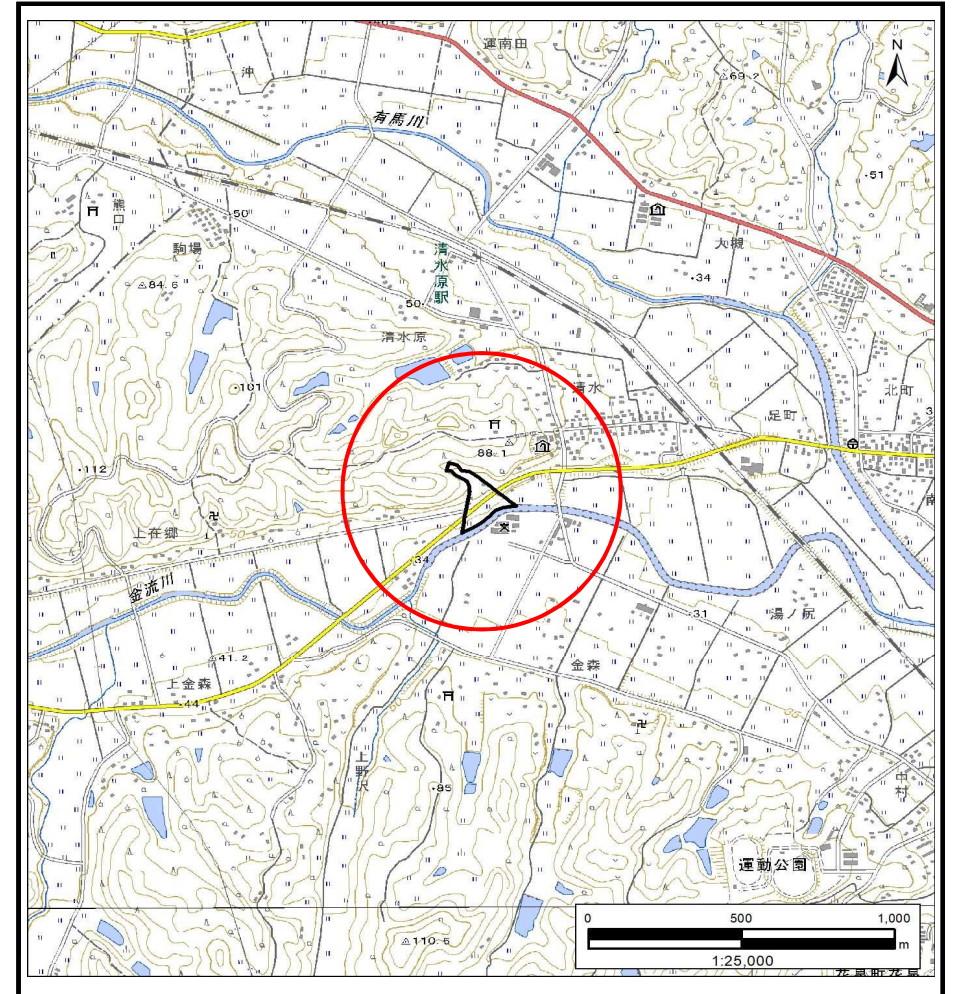 運南田
N
沖
69.2
有馬川
51
熊口
50
駒場
清水原駅
大槻
34
84.6
50
清水原
101
清水
北町
足町
88.1
112
上在郷
50
34
金流川
31
湯ノ尻
41.2
金森
上金森
44
上野沢
85
中村
運動公園
0 500 1,000
m
110.5
1:25,000